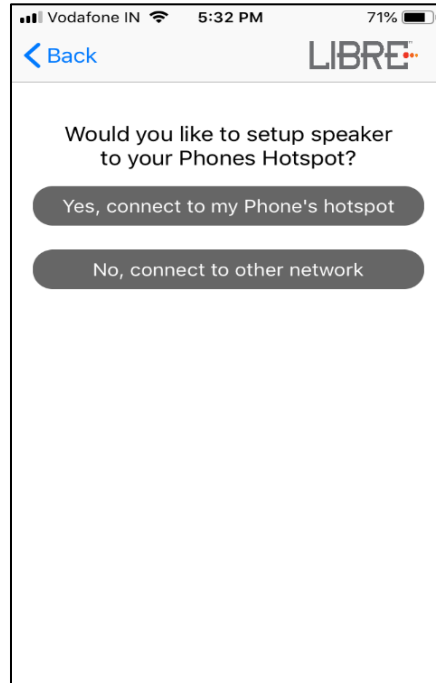 Vodafone IN 5:32 PM 71%
Back LIBRE
Would you like to setup speaker
to your Phones Hotspot?
Yes, connect to my Phone's hotspot
No, connect to other network